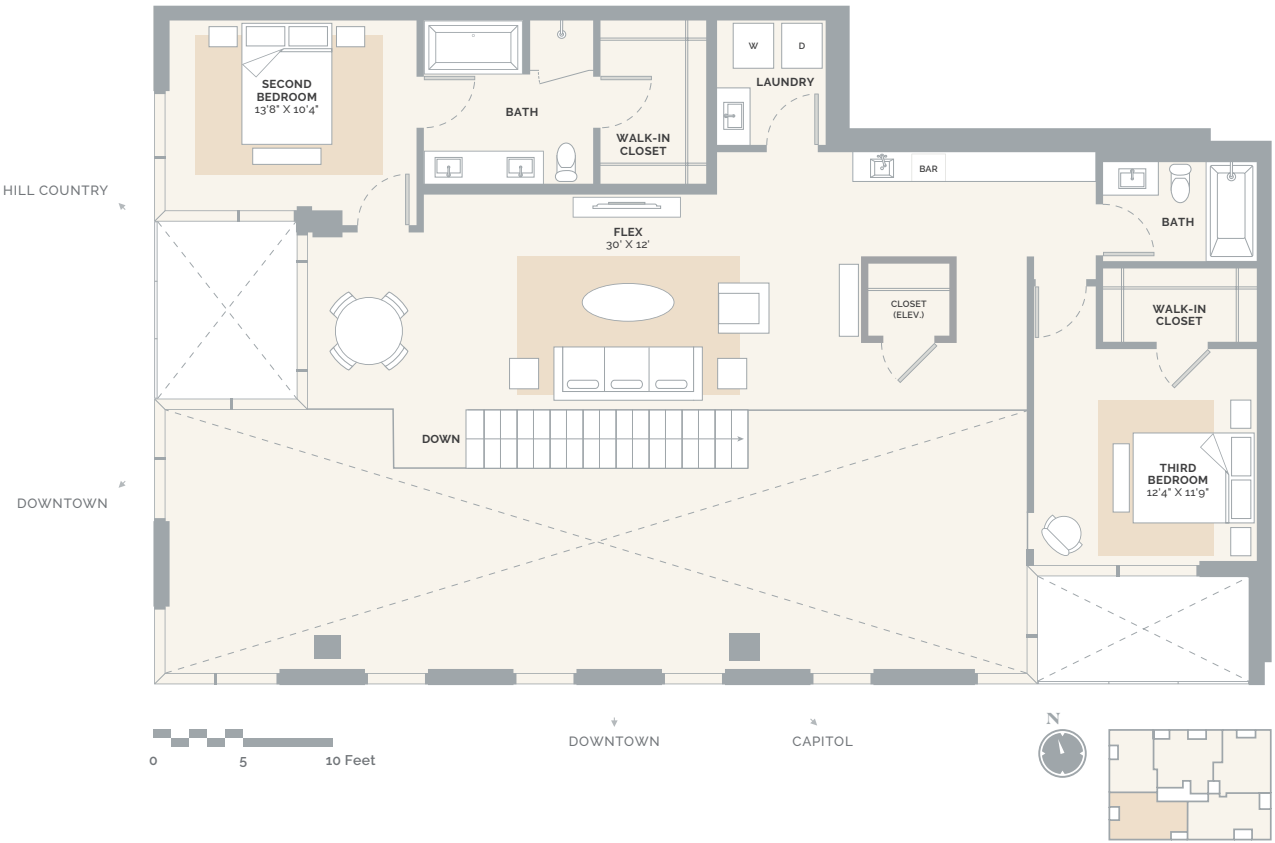 W
D
LAUNDRY
SECOND
BEDROOM
13'8" X 10'4"
BATH
WALK-IN
CLOSET
BAR
HILL COUNTRY
BATH
FLEX
30' X 12'
CLOSET
(ELEV.)
WALK-IN
CLOSET
DOWN
THIRD
BEDROOM
12'4" X 11'9"
DOWNTOWN
DOWNTOWN
CAPITOL
N
0
5
10 Feet